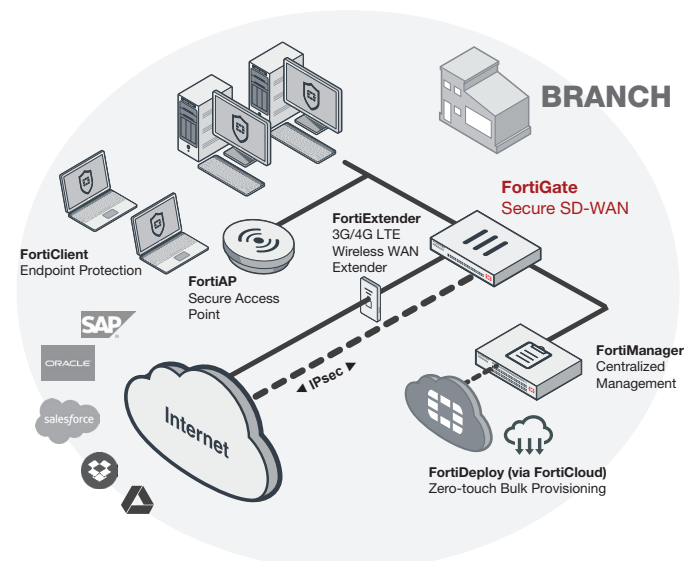 BRANCH
FortiGate
Secure SD-WAN
FortiExtender
3G/4G LTE
Wireless WAN
Extender
FortiClient
Endpoint Protection
FortiAP
Secure Access
Point
SAP
ORACLE
salesforce
Internet
◄ IPsec ►
FortiManager
Centralized
Management
FortiDeploy (via FortiCloud)
Zero-touch Bulk Provisioning